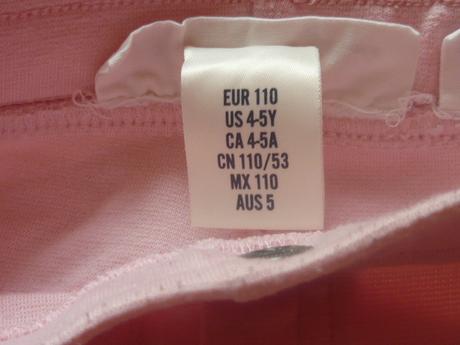 EUR 110
US 4-5Y
CA 4-5A
CN 110/53
MX 110
AUS 5